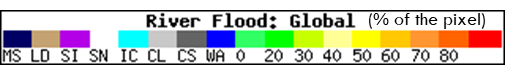 River Flood: Global (% of the pixel)
MS LD SI SN IC CL CS WA 0 20 30 40 50 60 70 80